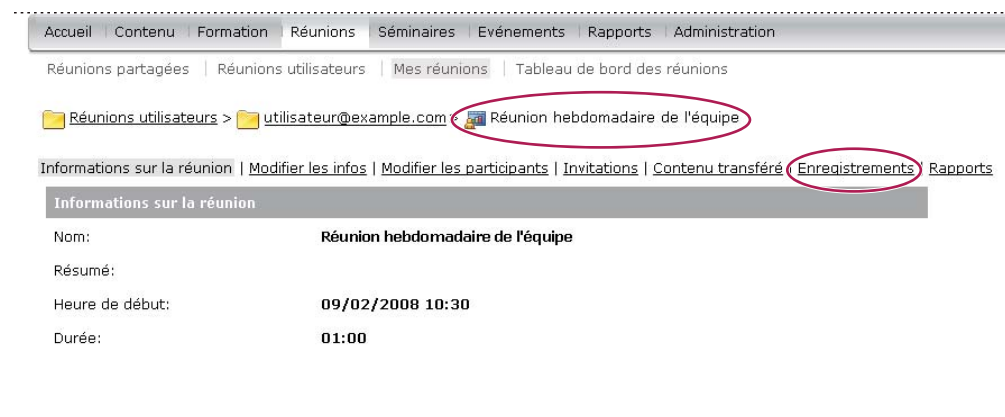 Accueil Contenu Formation Réunions Séminaires Evénements Rapports Administration
Réunions partagées | Réunions utilisateurs | Mes réunions | Tableau de bord des réunions
Réunions utilisateurs > utilisateur@example.com > Réunion hebdomadaire de l'équipe
Informations sur la réunion | Modifier les infos | Modifier les participants | Invitations | Contenu transféré | Enregistrements | Rapports
Informations sur la réunion
Nom: Réunion hebdomadaire de l'équipe
Résumé:
Heure de début: 09/02/2008 10:30
Durée: 01:00